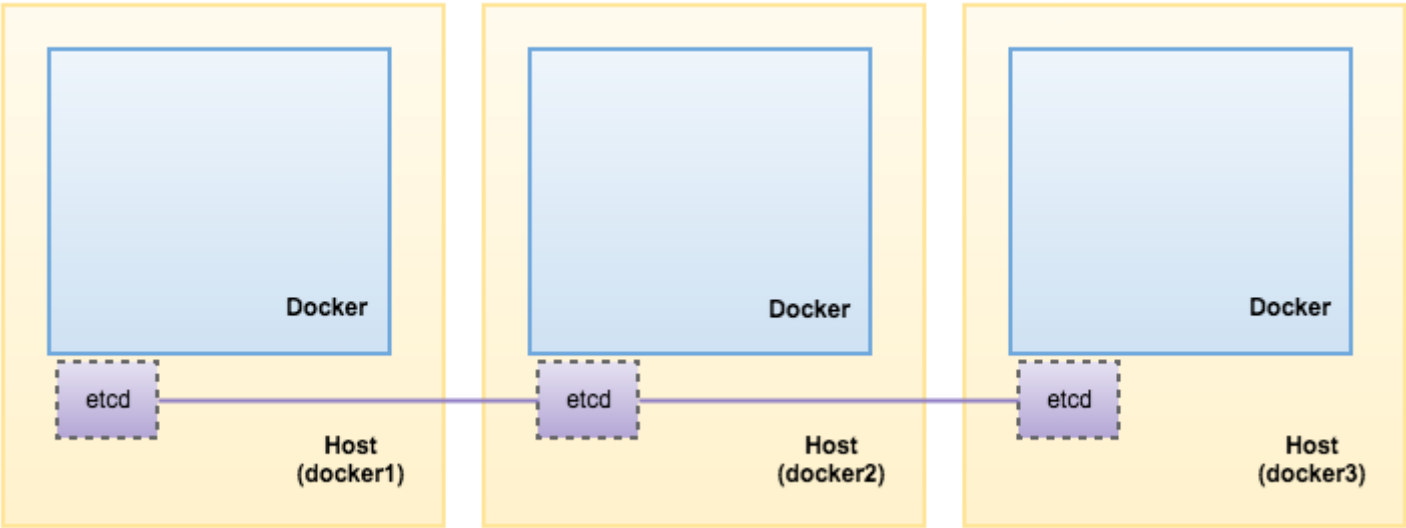 Docker
etcd
Host
(docker1)
Docker
etcd
Host
(docker2)
Docker
etcd
Host
(docker3)